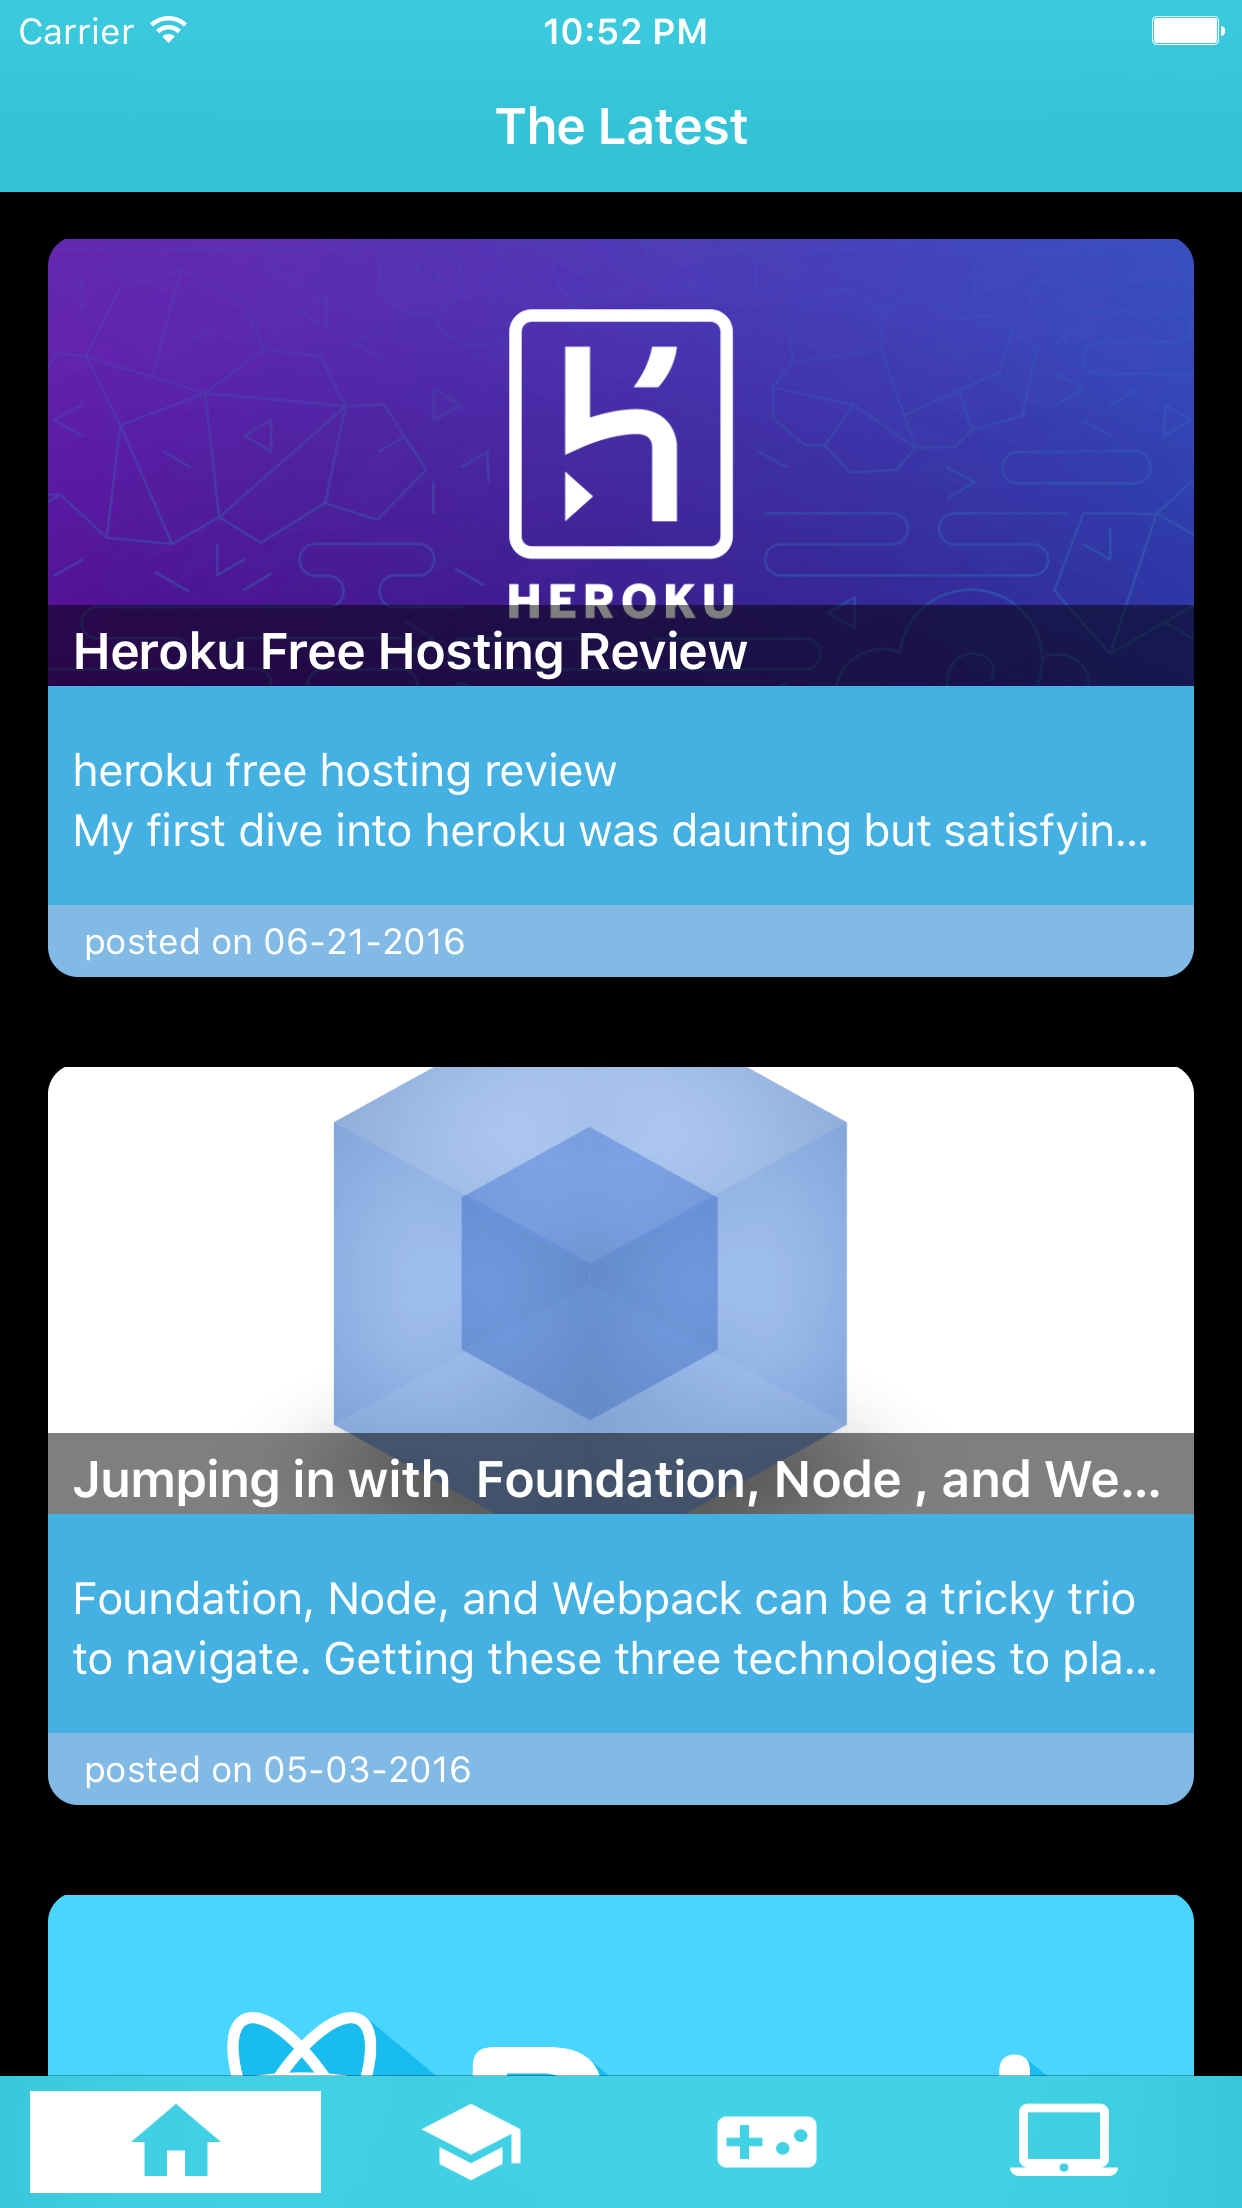 Carrier
10:52 PM
The Latest
HEROKU
Heroku Free Hosting Review
heroku free hosting review
My first dive into heroku was daunting but satisfyin...
posted on 06-21-2016
Jumping in with  Foundation, Node , and We...
Foundation, Node, and Webpack can be a tricky trio
to navigate. Getting these three technologies to pla...
posted on 05-03-2016